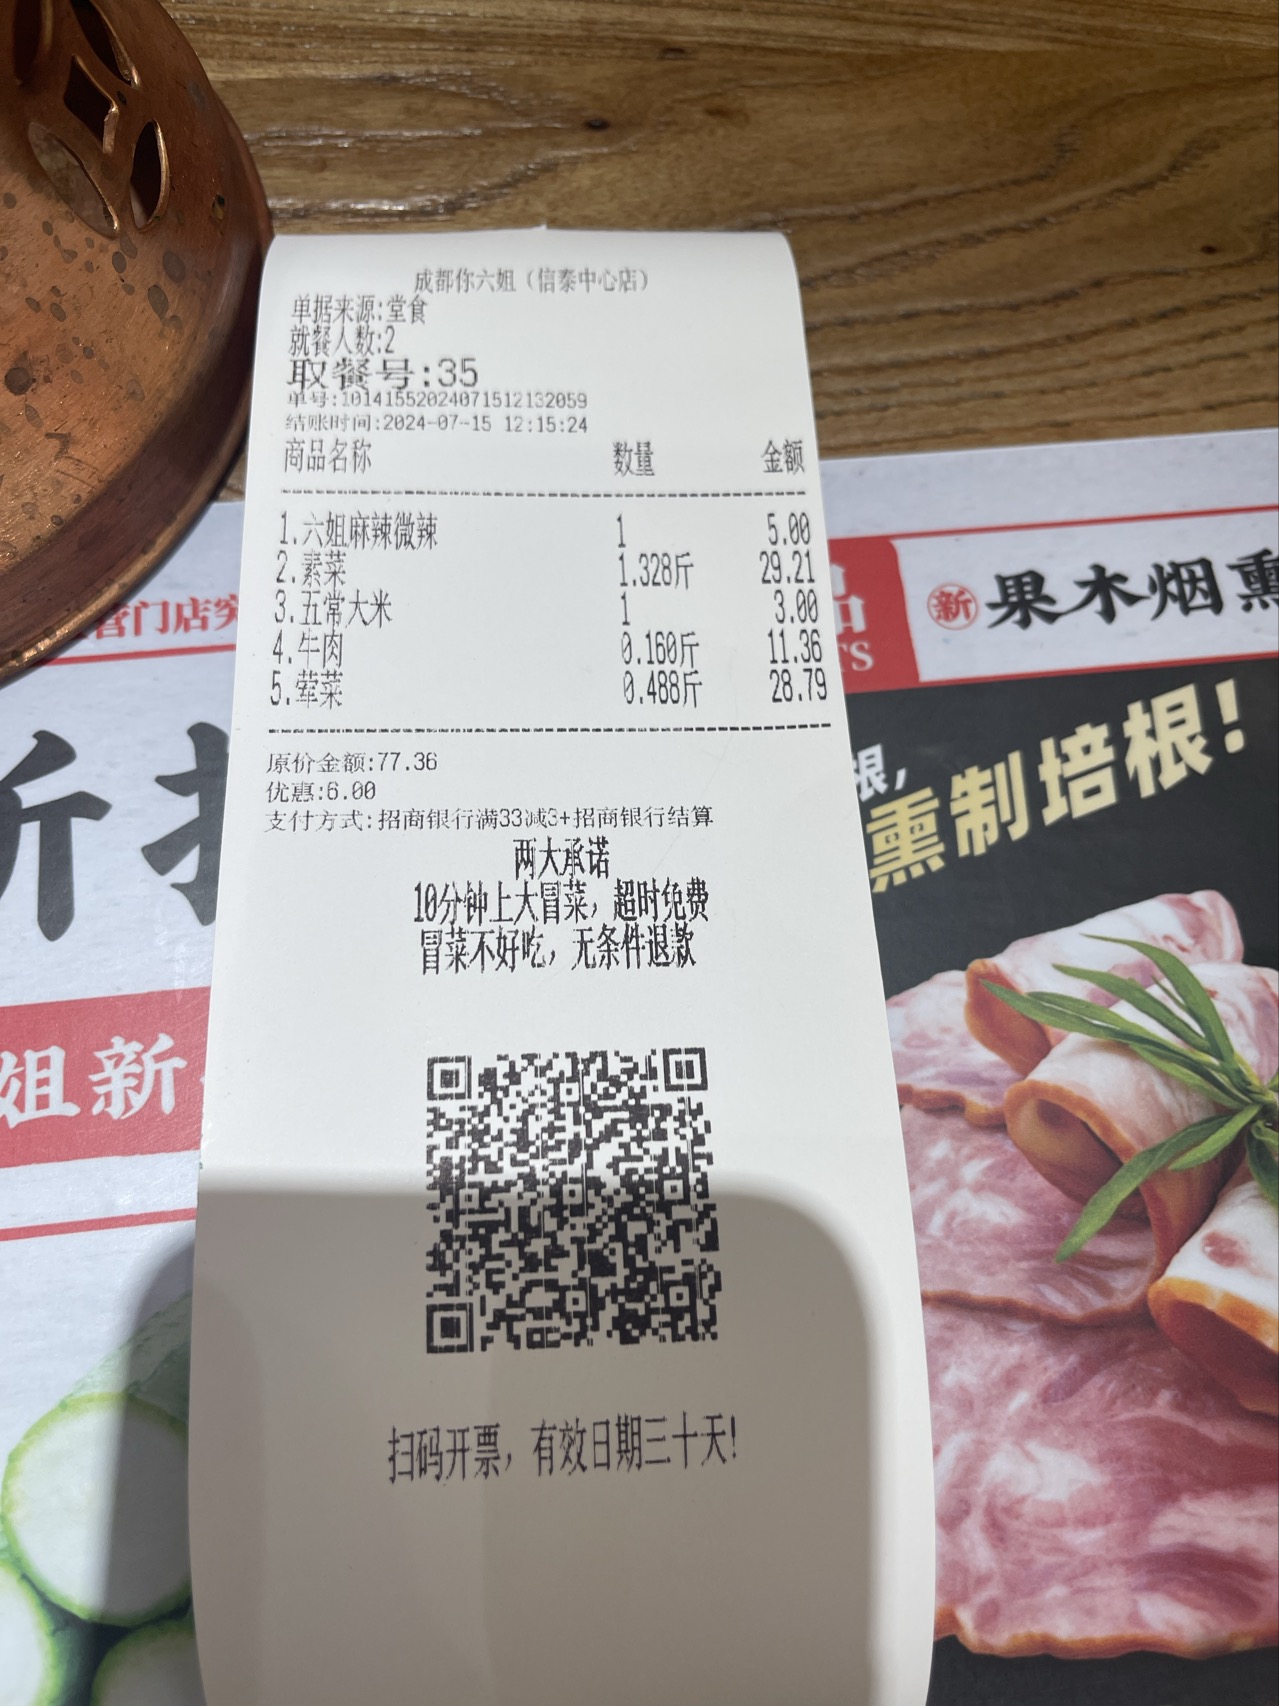 成都你六姐（信泰中心店）
单据来源:堂食
就餐人数:2
取餐号:35
单号:10141552024071512132059
结账时间:2024-07-15 12:15:24
商品名称 数量 金额
1.六姐麻辣微辣 1 5.00
2.素菜 1.328斤 29.21
3.五常大米 1 3.00
4.牛肉 0.160斤 11.36
5.荤菜 0.488斤 28.79
原价金额:77.36
优惠:6.00
支付方式:招商银行满33减3+招商银行结算
两大承诺
10分钟上大冒菜，超时免费
冒菜不好吃，无条件退款
扫码开票，有效日期三十天!
营门店实
姐新
TS
新 果木烟熏
根，
熏制培根！